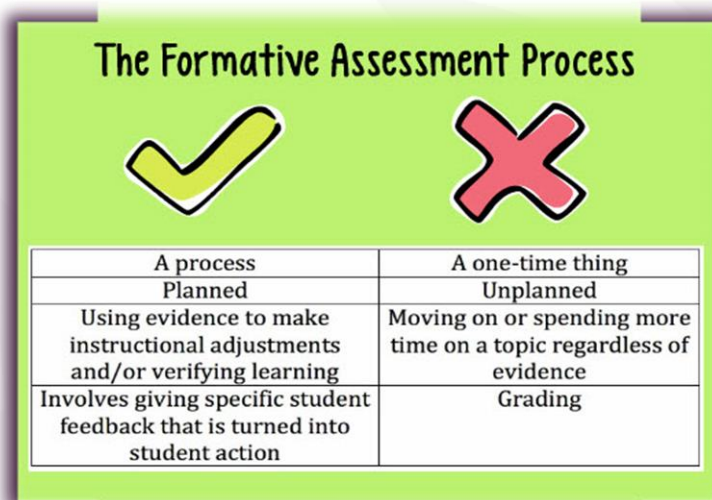 The Formative Assessment Process
A process
A one-time thing
Planned
Unplanned
Using evidence to make
instructional adjustments
and/or verifying learning
Moving on or spending more
time on a topic regardless of
evidence
Involves giving specific student
feedback that is turned into
student action
Grading